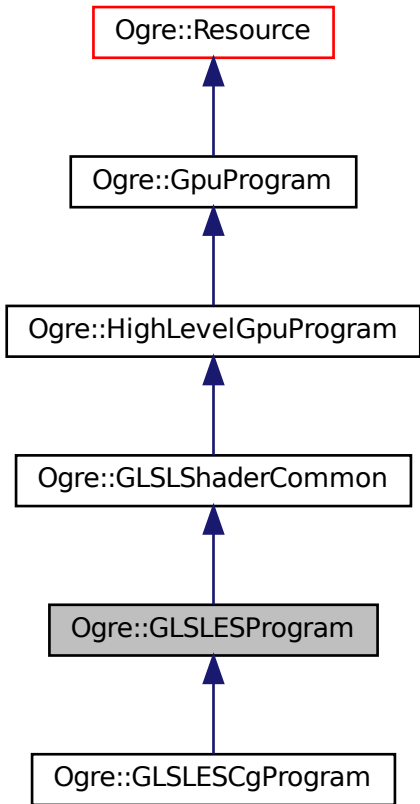 Ogre::Resource
Ogre::GpuProgram
Ogre::HighLevelGpuProgram
Ogre::GLSLShaderCommon
Ogre::GLSLESProgram
Ogre::GLSLESCgProgram